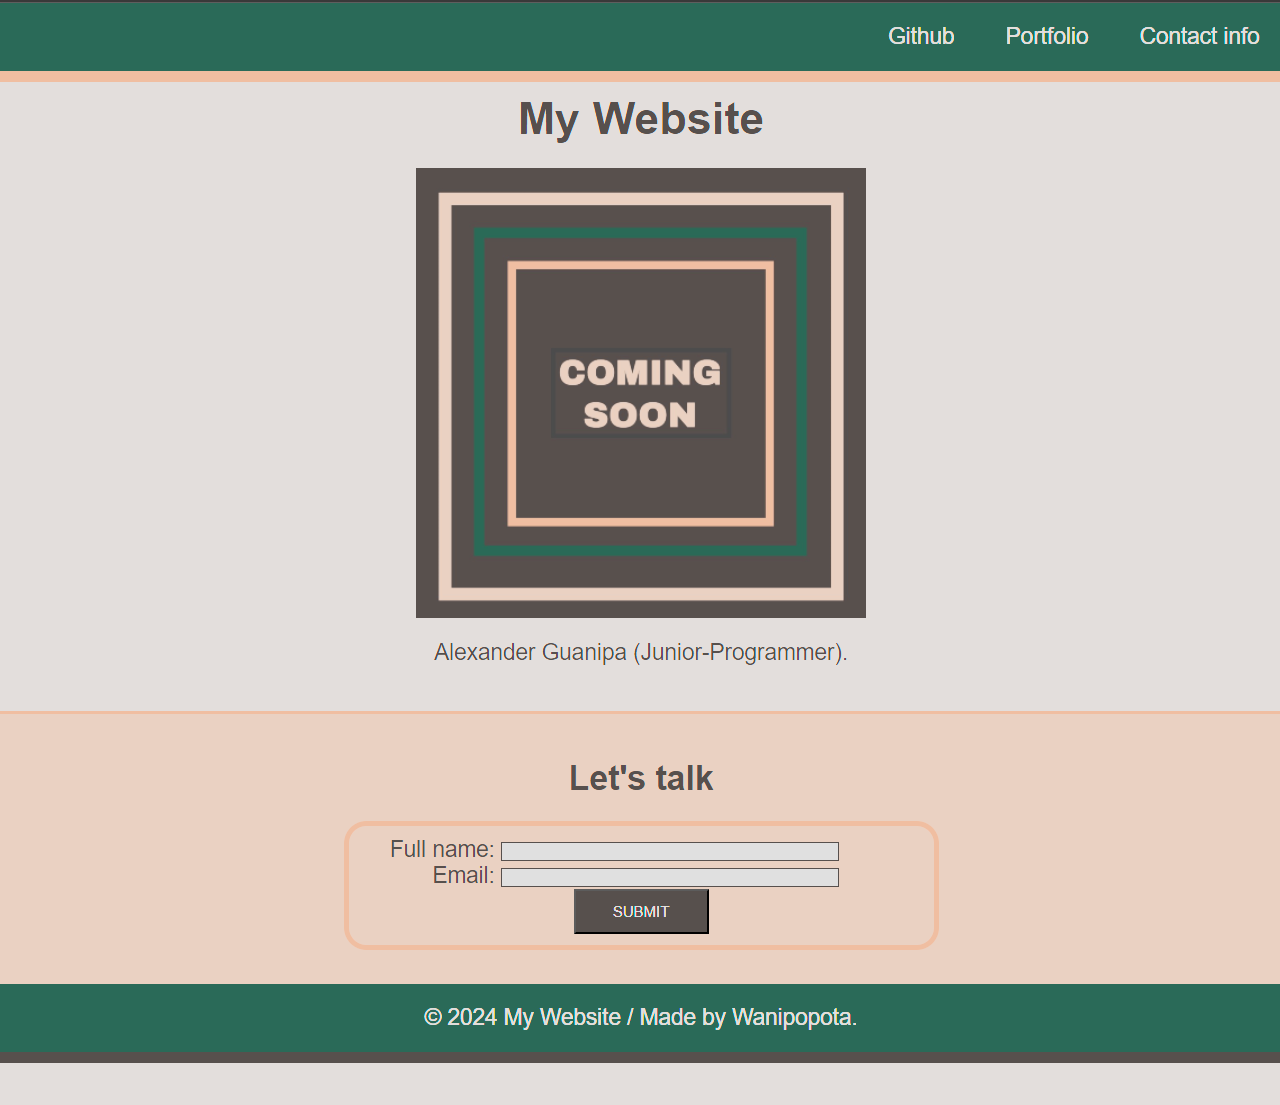 Github Portfolio Contact info
My Website
COMING
SOON
Alexander Guanipa (Junior-Programmer).
Let's talk
Full name:
Email:
SUBMIT
© 2024 My Website / Made by Wanipopota.